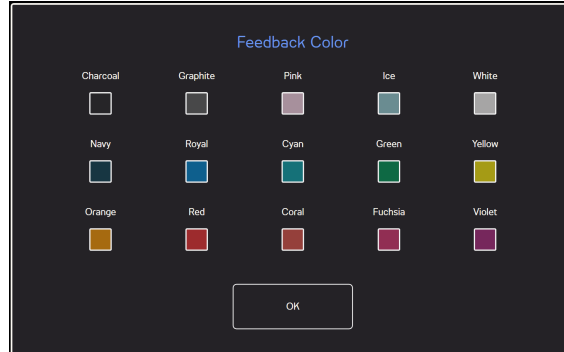 Feedback Color
Charcoal Graphite Pink Ice White
Navy Royal Cyan Green Yellow
Orange Red Coral Fuchsia Violet
OK